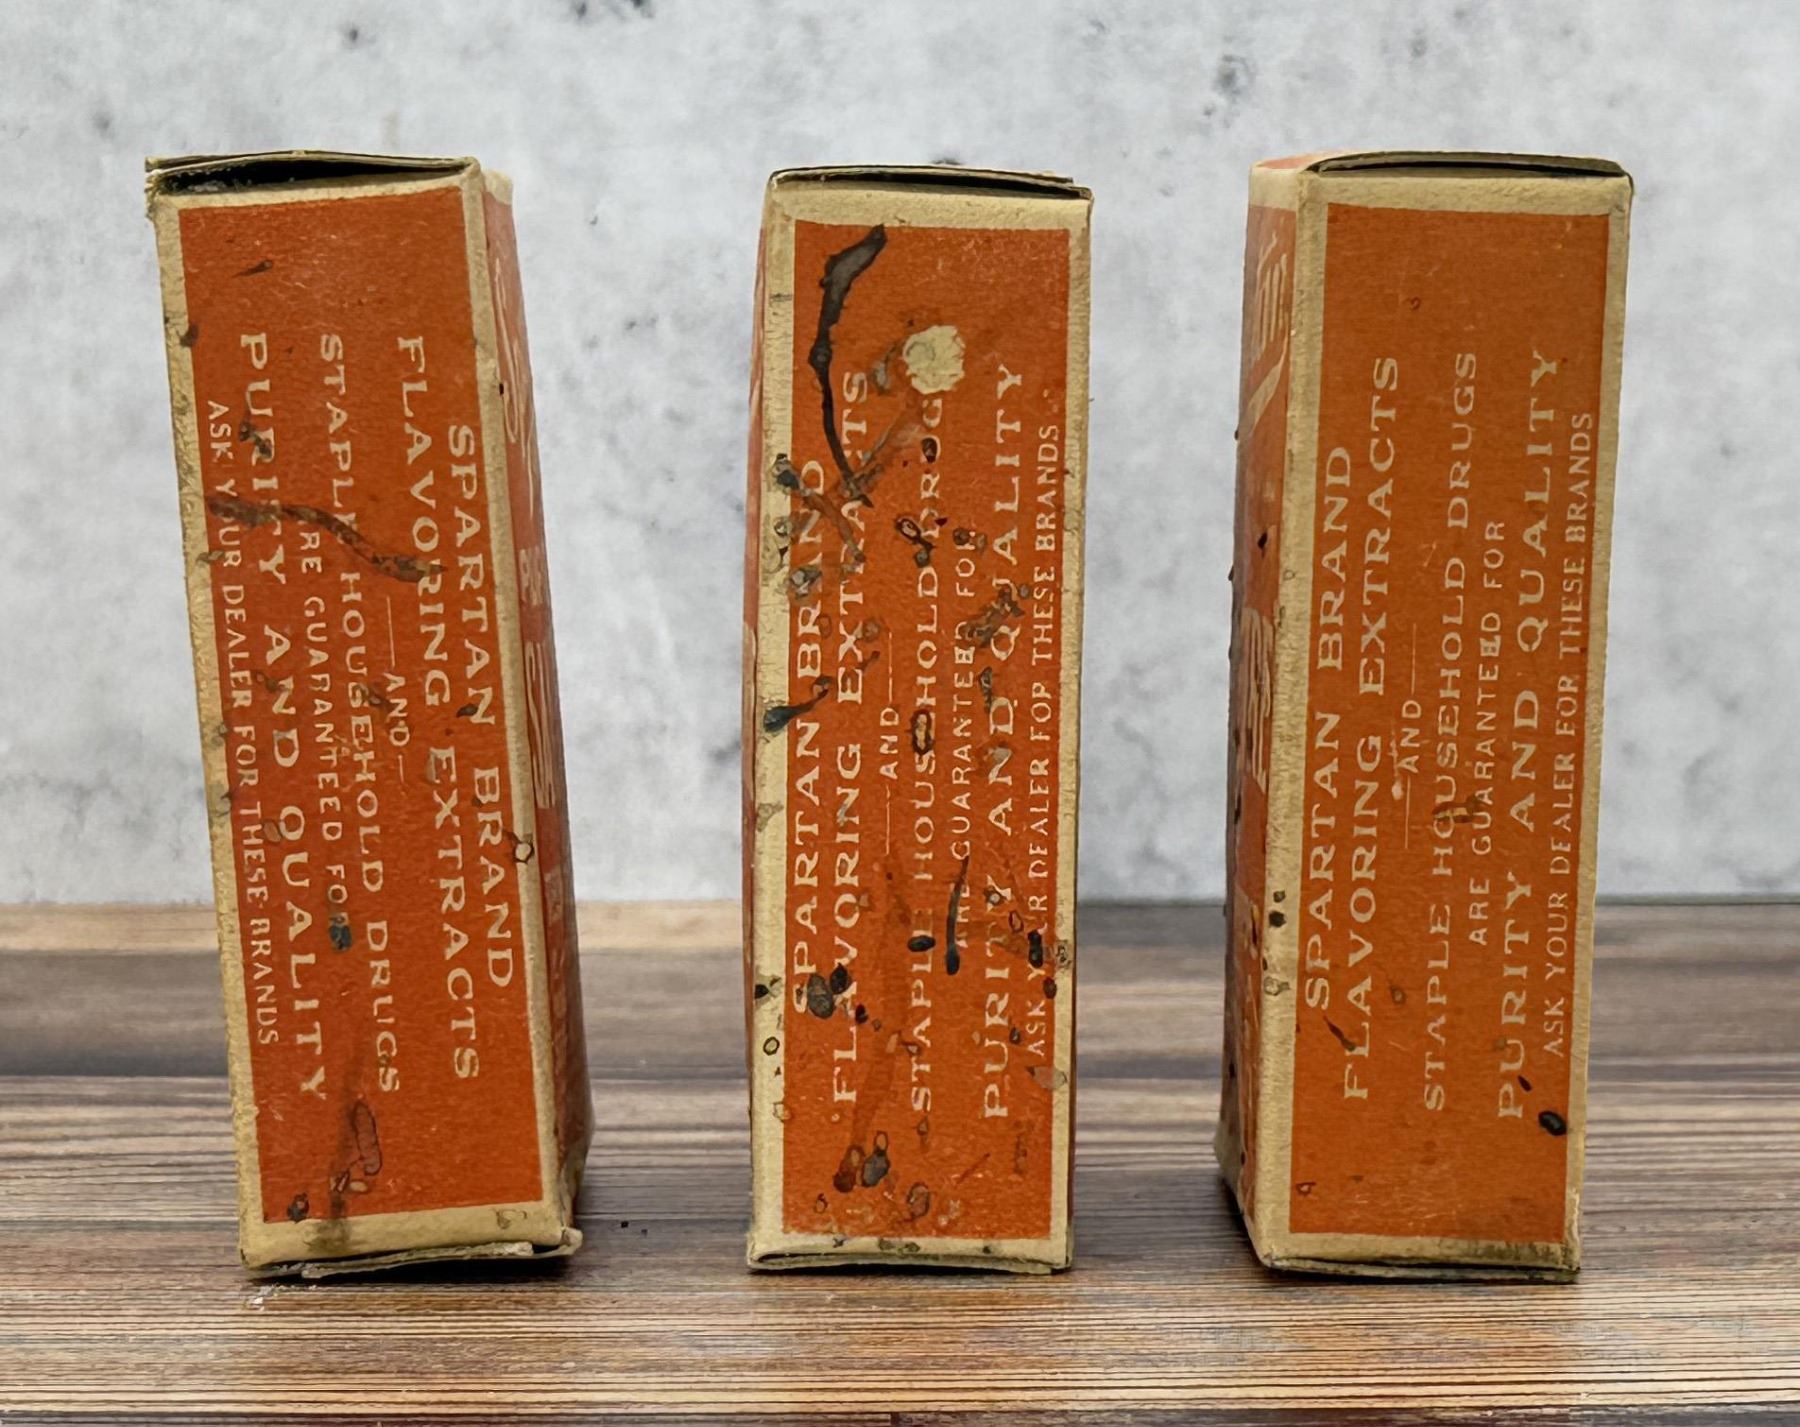 SPARTAN BRAND
FLAVORING EXTRACTS
AND
STAPLE HOUSEHOLD DRUGS
ARE GUARANTEED FOR
PURITY AND QUALITY
ASK YOUR DEALER FOR THESE BRANDS
SPARTAN BRAND
FLAVORING EXTRACTS
AND
STAPLE HOUSEHOLD DRUGS
ARE GUARANTEED FOR
PURITY AND QUALITY
ASK YOUR DEALER FOR THESE BRANDS
SPARTAN BRAND
FLAVORING EXTRACTS
AND
STAPLE HOUSEHOLD DRUGS
ARE GUARANTEED FOR
PURITY AND QUALITY
ASK YOUR DEALER FOR THESE BRANDS